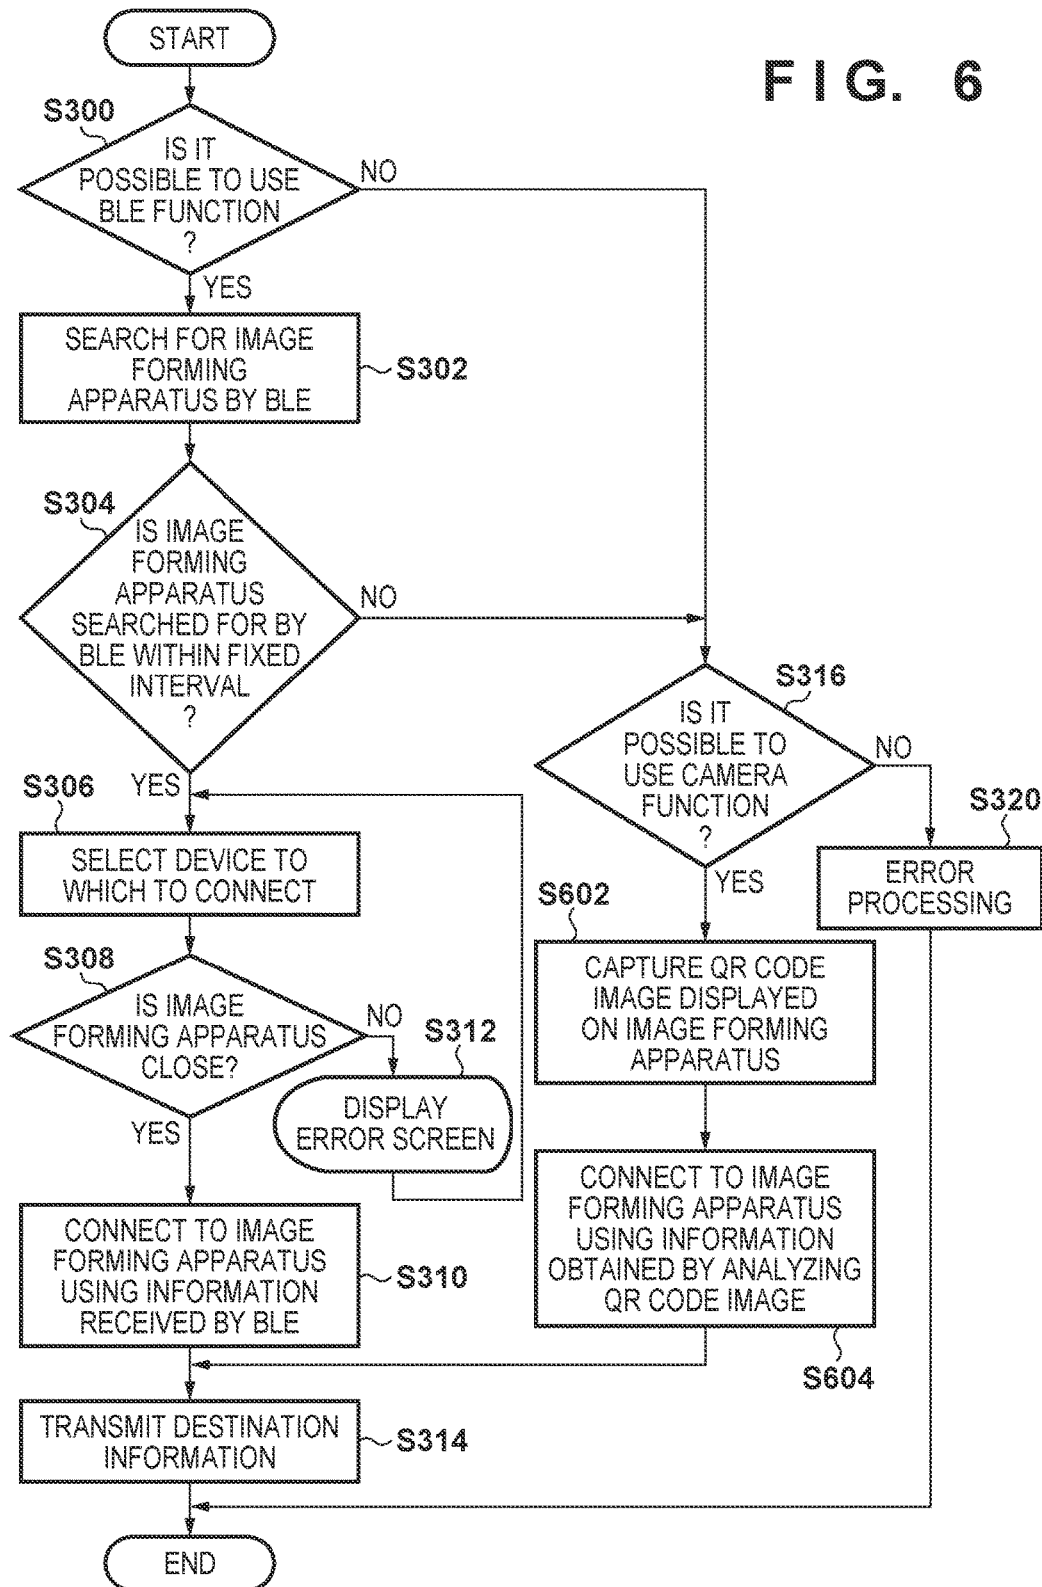 START
FIG. 6
S300
IS IT
POSSIBLE TO USE
BLE FUNCTION
?
NO
YES
SEARCH FOR IMAGE
FORMING
APPARATUS BY BLE
S302
S304
IS IMAGE
FORMING
APPARATUS
SEARCHED FOR BY
BLE WITHIN FIXED
INTERVAL
?
NO
YES
S306
SELECT DEVICE TO
WHICH TO CONNECT
S308
IS IMAGE
FORMING APPARATUS
CLOSE?
NO
YES
S312
DISPLAY
ERROR SCREEN
CONNECT TO IMAGE
FORMING APPARATUS
USING INFORMATION
RECEIVED BY BLE
S310
S316
IS IT
POSSIBLE TO
USE CAMERA
FUNCTION
?
NO
YES
S320
ERROR
PROCESSING
S602
CAPTURE QR CODE
IMAGE DISPLAYED
ON IMAGE FORMING
APPARATUS
CONNECT TO IMAGE
FORMING APPARATUS
USING INFORMATION
OBTAINED BY ANALYZING
QR CODE IMAGE
S604
TRANSMIT DESTINATION
INFORMATION
S314
END